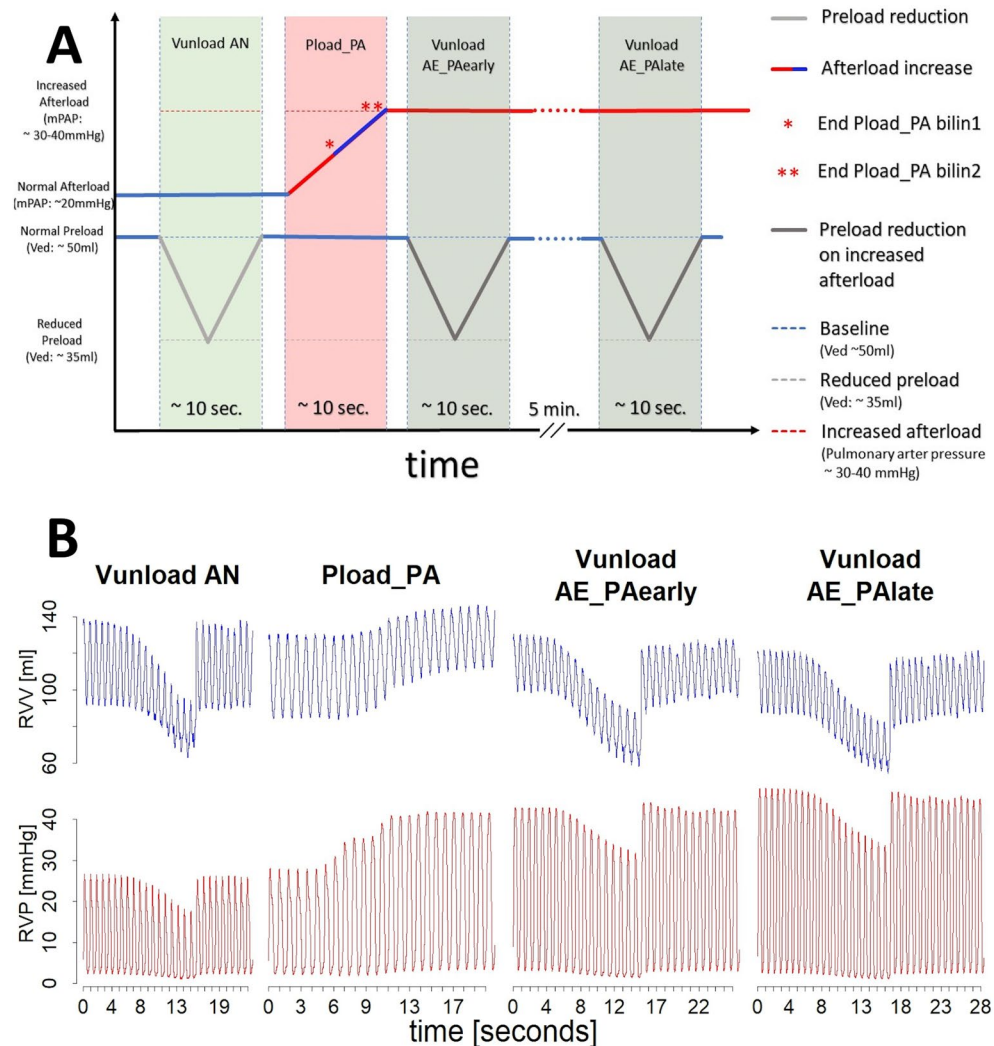 A
Vunload AN
Pload_PA
Vunload
AE_PAearly
Vunload
AE_PAlate
Increased
Afterload
(mPAP:
~ 30-40mmHg)
Normal Afterload
(mPAP: ~20mmHg)
Normal Preload
(Ved: ~ 50ml)
Reduced
Preload
(Ved: ~ 35ml)
*
**
~ 10 sec.
~ 10 sec.
~ 10 sec.
5 min.
~ 10 sec.
time
Preload reduction
Afterload increase
* End Pload_PA bilin1
** End Pload_PA bilin2
Preload reduction
on increased
afterload
Baseline
(Ved ~50ml)
Reduced preload
(Ved: ~ 35ml)
Increased afterload
(Pulmonary arter pressure
~ 30-40 mmHg)
B
Vunload AN
Pload_PA
Vunload
AE_PAearly
Vunload
AE_PAlate
RVV [ml]
140
100
60
RVP [mmHg]
40
30
20
10
0
0 4 8 13 19 23
0 3 6 9 13 17
0 4 8 12 17 22
0 4 8 13 18 23 28
time [seconds]